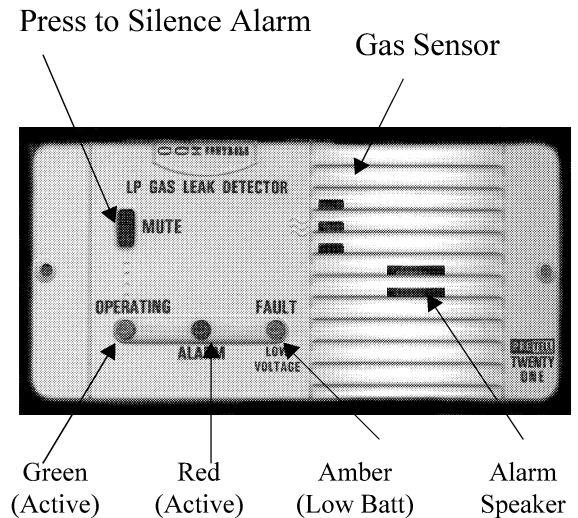 Press to Silence Alarm
Gas Sensor
LP GAS LEAK DETECTOR
MUTE
OPERATING
FAULT
ALARM
LOW
VOLTAGE
PRETELL
TWENTY
ONE
Green
(Active)
Red
(Active)
Amber
(Low Batt)
Alarm
Speaker